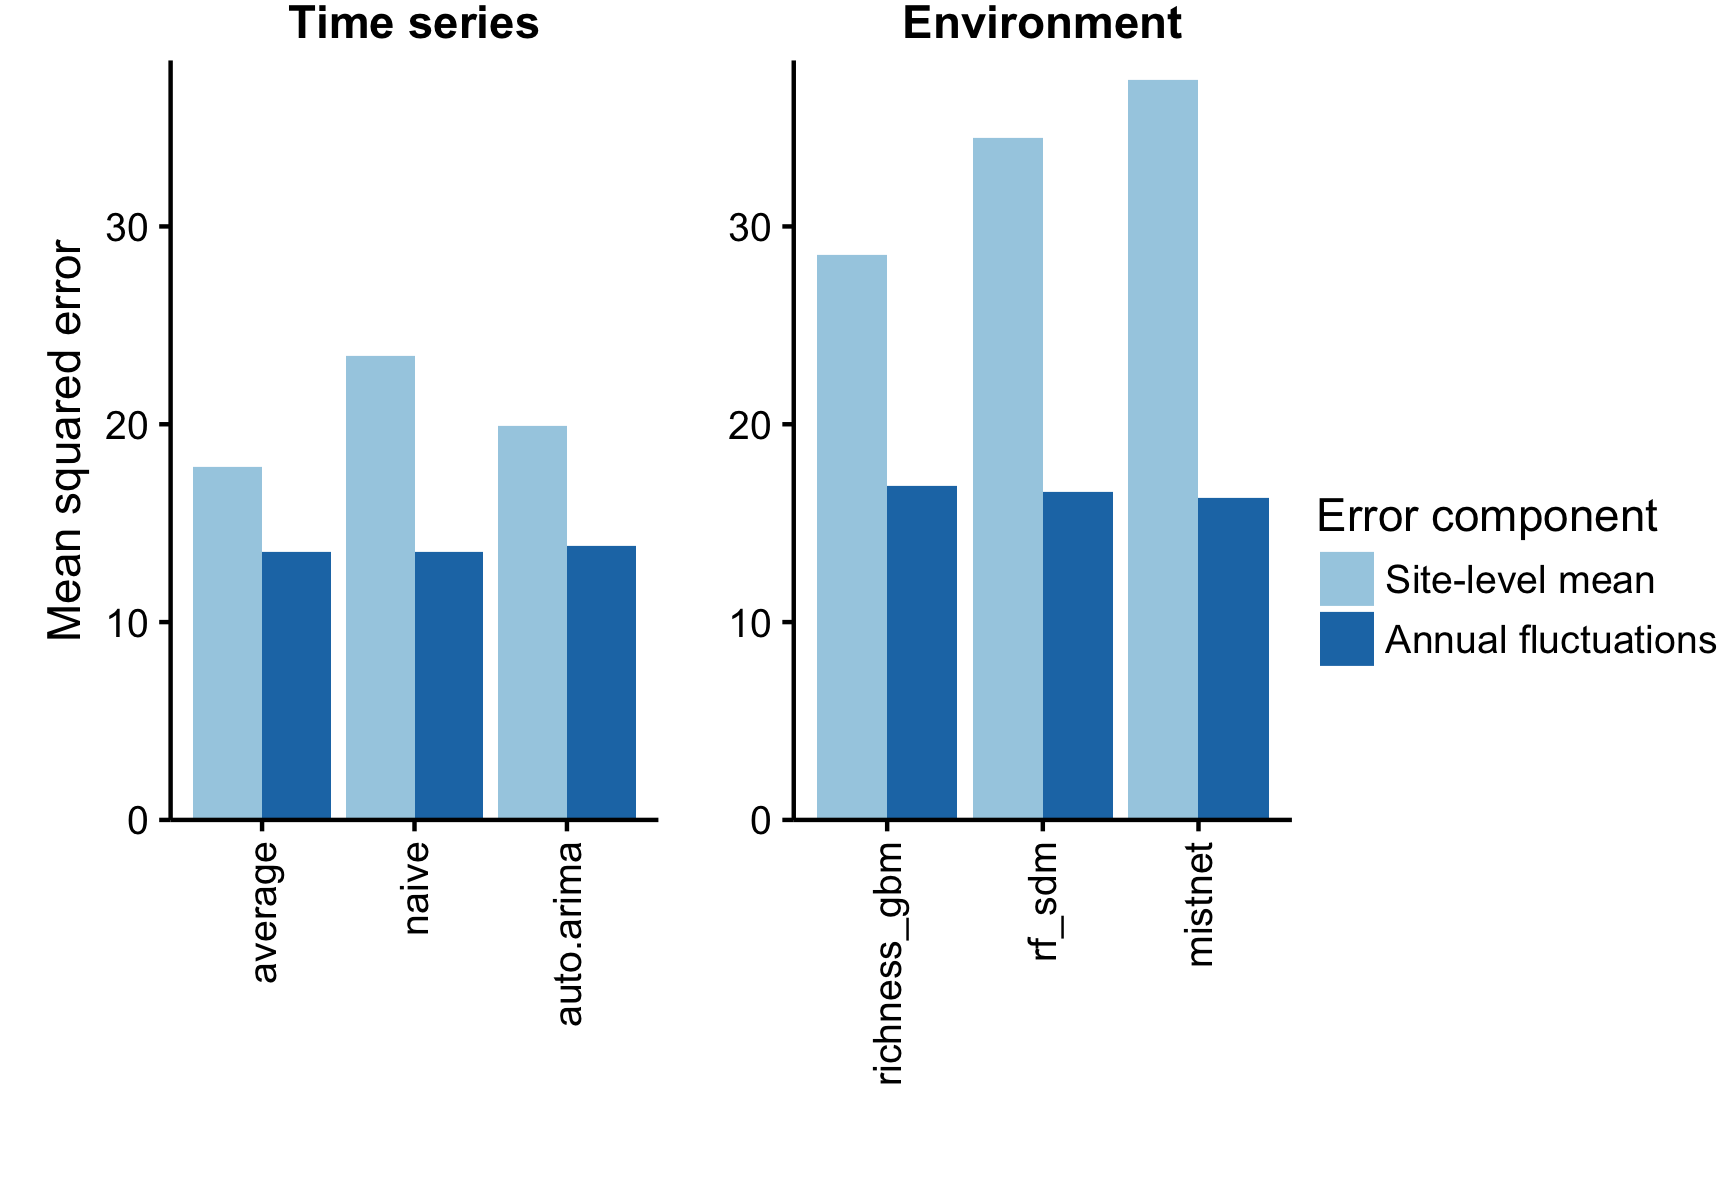 Time series
Environment
Mean squared error
30
20
10
0
30
20
10
0
average
naive
auto.arima
richness_gbm
rf_sdm
mistnet
Error component
Site-level mean
Annual fluctuations